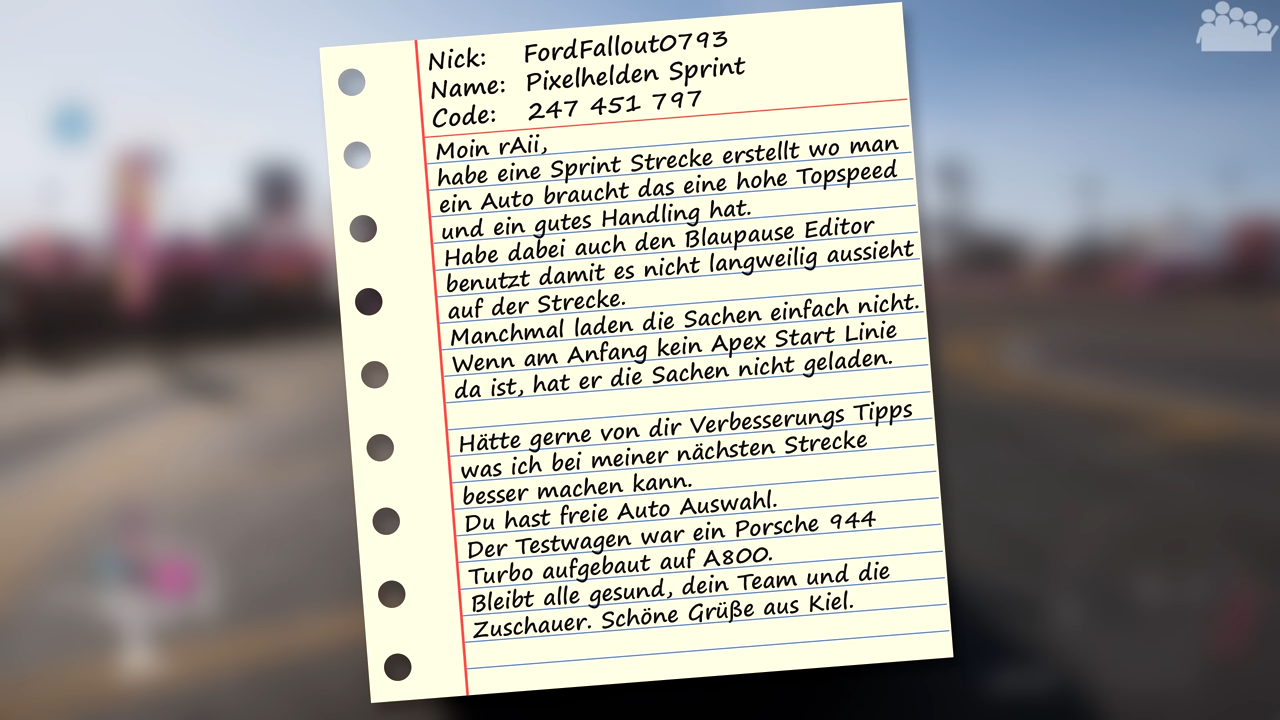 Nick: FordFallout0793
Name: Pixelhelden Sprint
Code: 247 451 797
Moin rAii,
habe eine Sprint Strecke erstellt wo man
ein Auto braucht das eine hohe Topspeed
und ein gutes Handling hat.
Habe dabei auch den Blaupause Editor
benutzt damit es nicht langweilig aussieht
auf der Strecke.
Manchmal laden die Sachen einfach nicht.
Wenn am Anfang kein Apex Start Linie
da ist, hat er die Sachen nicht geladen.
Hätte gerne von dir Verbesserungs Tipps
was ich bei meiner nächsten Strecke
besser machen kann.
Du hast freie Auto Auswahl.
Der Testwagen war ein Porsche 944
Turbo aufgebaut auf A800.
Bleibt alle gesund, dein Team und die
Zuschauer. Schöne Grüße aus Kiel.